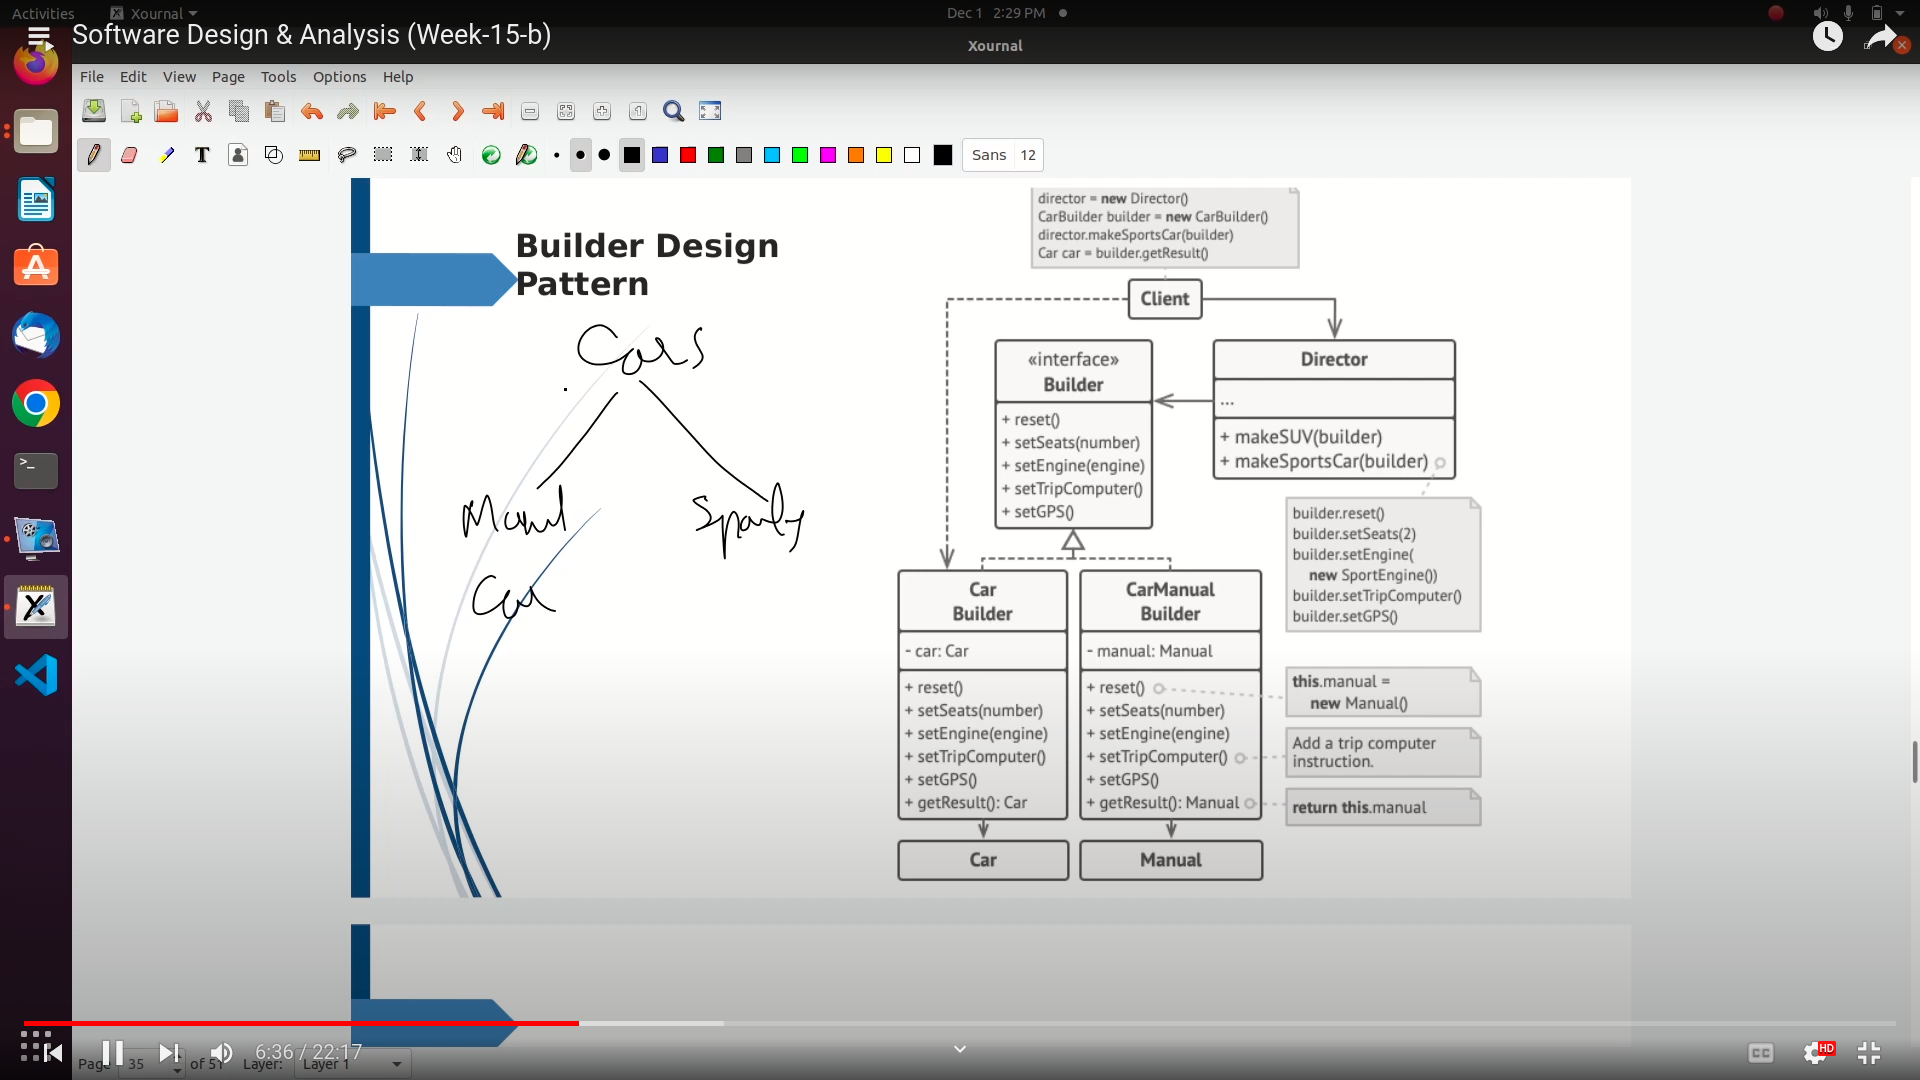 Activities
Xournal
Dec 1 2:29 PM
Software Design & Analysis (Week-15-b)
Xournal
File Edit View Page Tools Options Help
Sans 12
Builder Design
Pattern
Cars
Sporty
Car
director = new Director()
CarBuilder builder = new CarBuilder()
director.makeSportsCar(builder)
Car car = builder.getResult()
Client
«interface»
Builder
+ reset()
+ setSeats(number)
+ setEngine(engine)
+ setTripComputer()
+ setGPS()
Director
...
+ makeSUV(builder)
+ makeSportsCar(builder)
builder.reset()
builder.setSeats(2)
builder.setEngine(
new SportEngine())
builder.setTripComputer()
builder.setGPS()
Car
Builder
- car: Car
+ reset()
+ setSeats(number)
+ setEngine(engine)
+ setTripComputer()
+ setGPS()
+ getResult(): Car
Car
CarManual
Builder
- manual: Manual
+ reset()
+ setSeats(number)
+ setEngine(engine)
+ setTripComputer()
+ setGPS()
+ getResult(): Manual
Manual
this.manual =
new Manual()
Add a trip computer
instruction.
return this.manual
6:36 / 22:17
CC
HD
Page 35 of 51 Layer: Layer 1